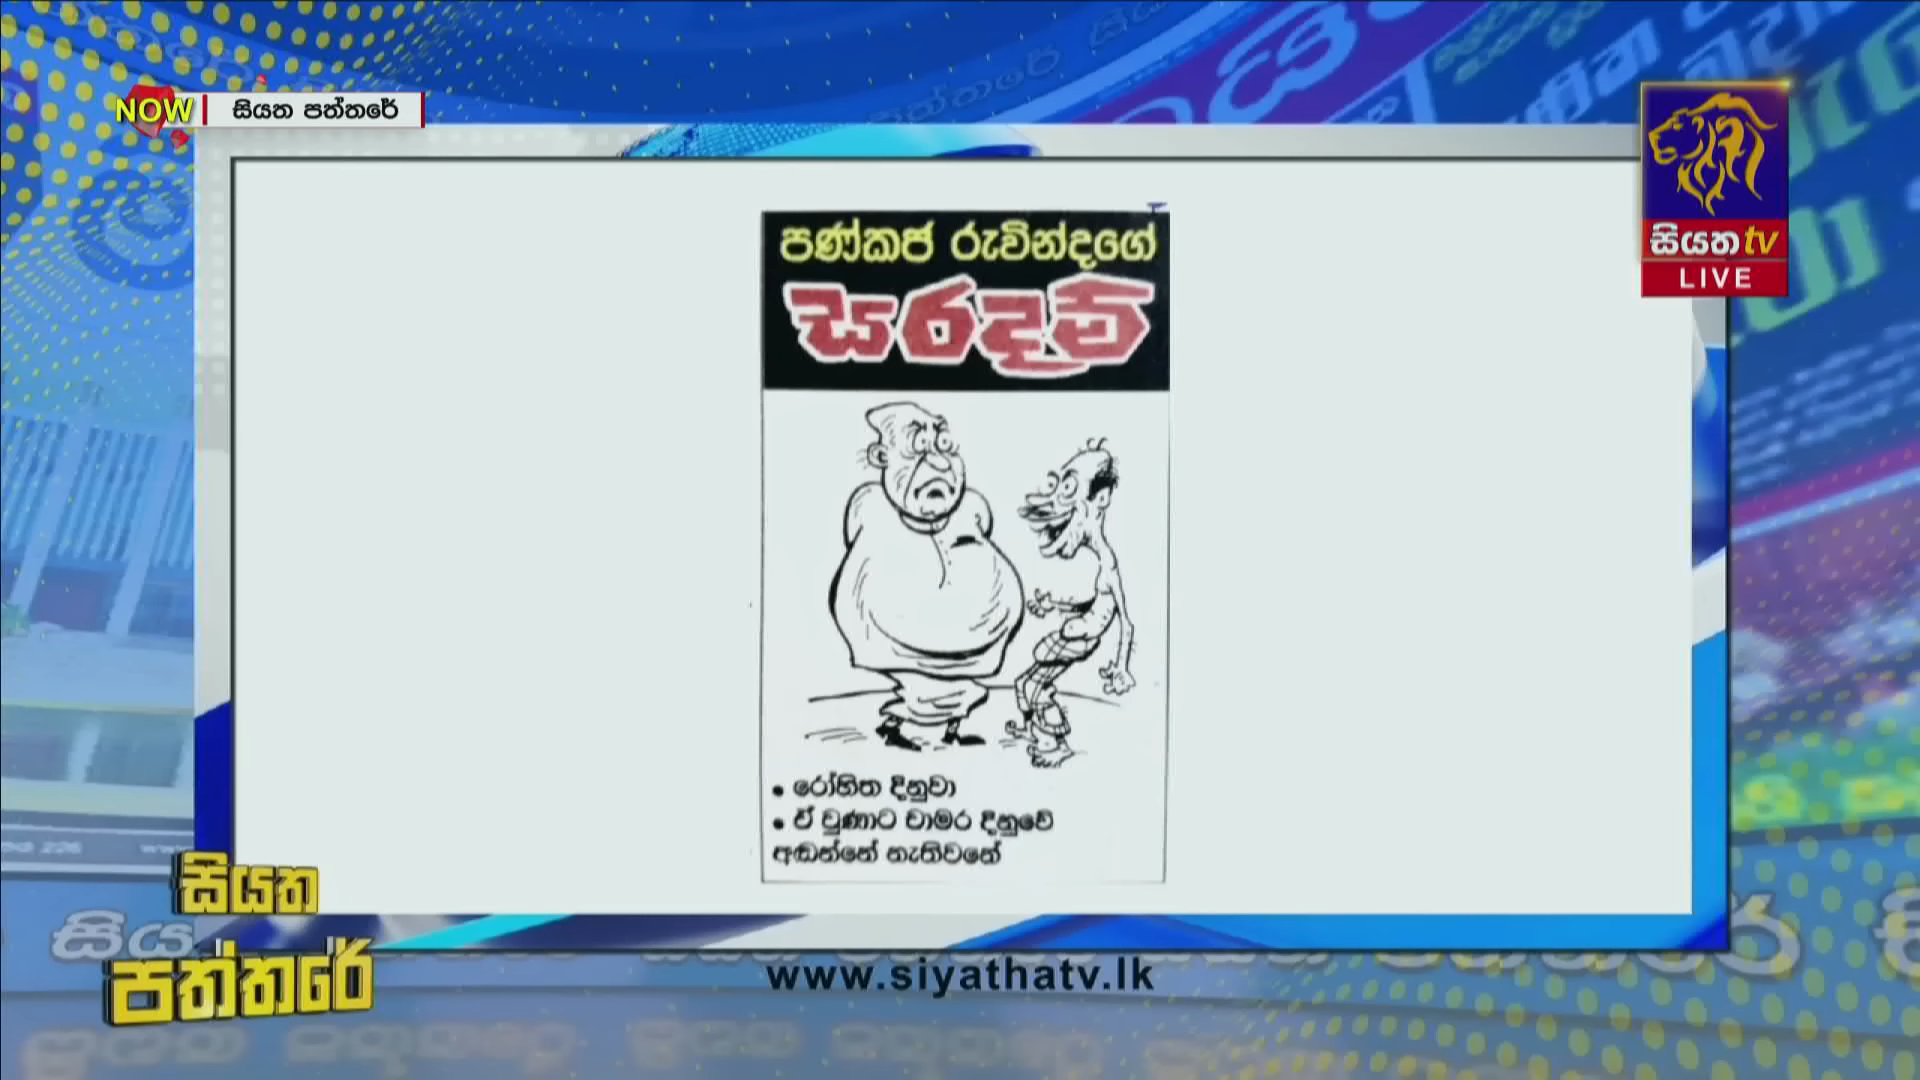 NOW සියත පත්තරේ
සියත tv
LIVE
පණ්කජ රුවින්දගේ
සරදම්
• රෝහිත දිනුවා
• ඒ වුණාට චාමර දිනුවේ
අඬන්නේ නැතිවනේ
සියත
පත්තරේ
www.siyathatv.lk